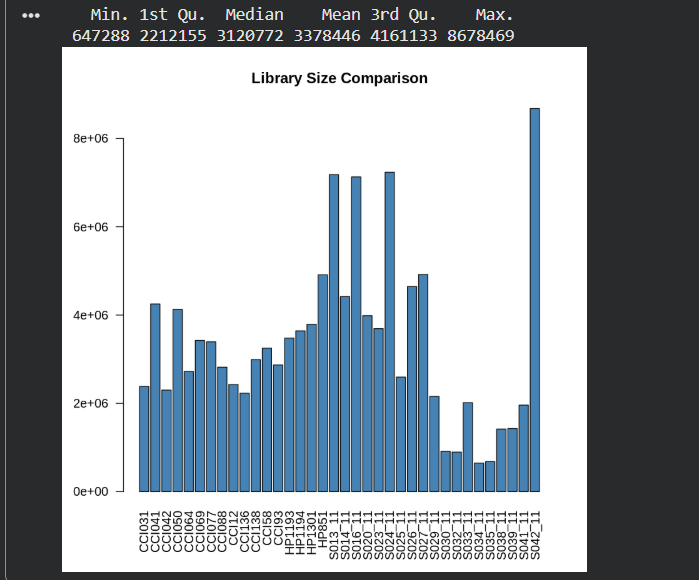 •••
Min. 1st Qu. Median Mean 3rd Qu. Max.
647288 2212155 3120772 3378446 4161133 8678469
Library Size Comparison
8e+06
6e+06
4e+06
2e+06
0e+00
CCI031
CCI041
CCI042
CCI050
CCI064
CCI069
CCI077
CCI088
CCI12
CCI136
CCI138
CCI58
CCI93
HP1193
HP1194
HP1301
HP851
S013_11
S014_11
S016_11
S020_11
S023_11
S024_11
S025_11
S026_11
S027_11
S029_11
S030_11
S032_11
S033_11
S034_11
S035_11
S038_11
S039_11
S041_11
S042_11